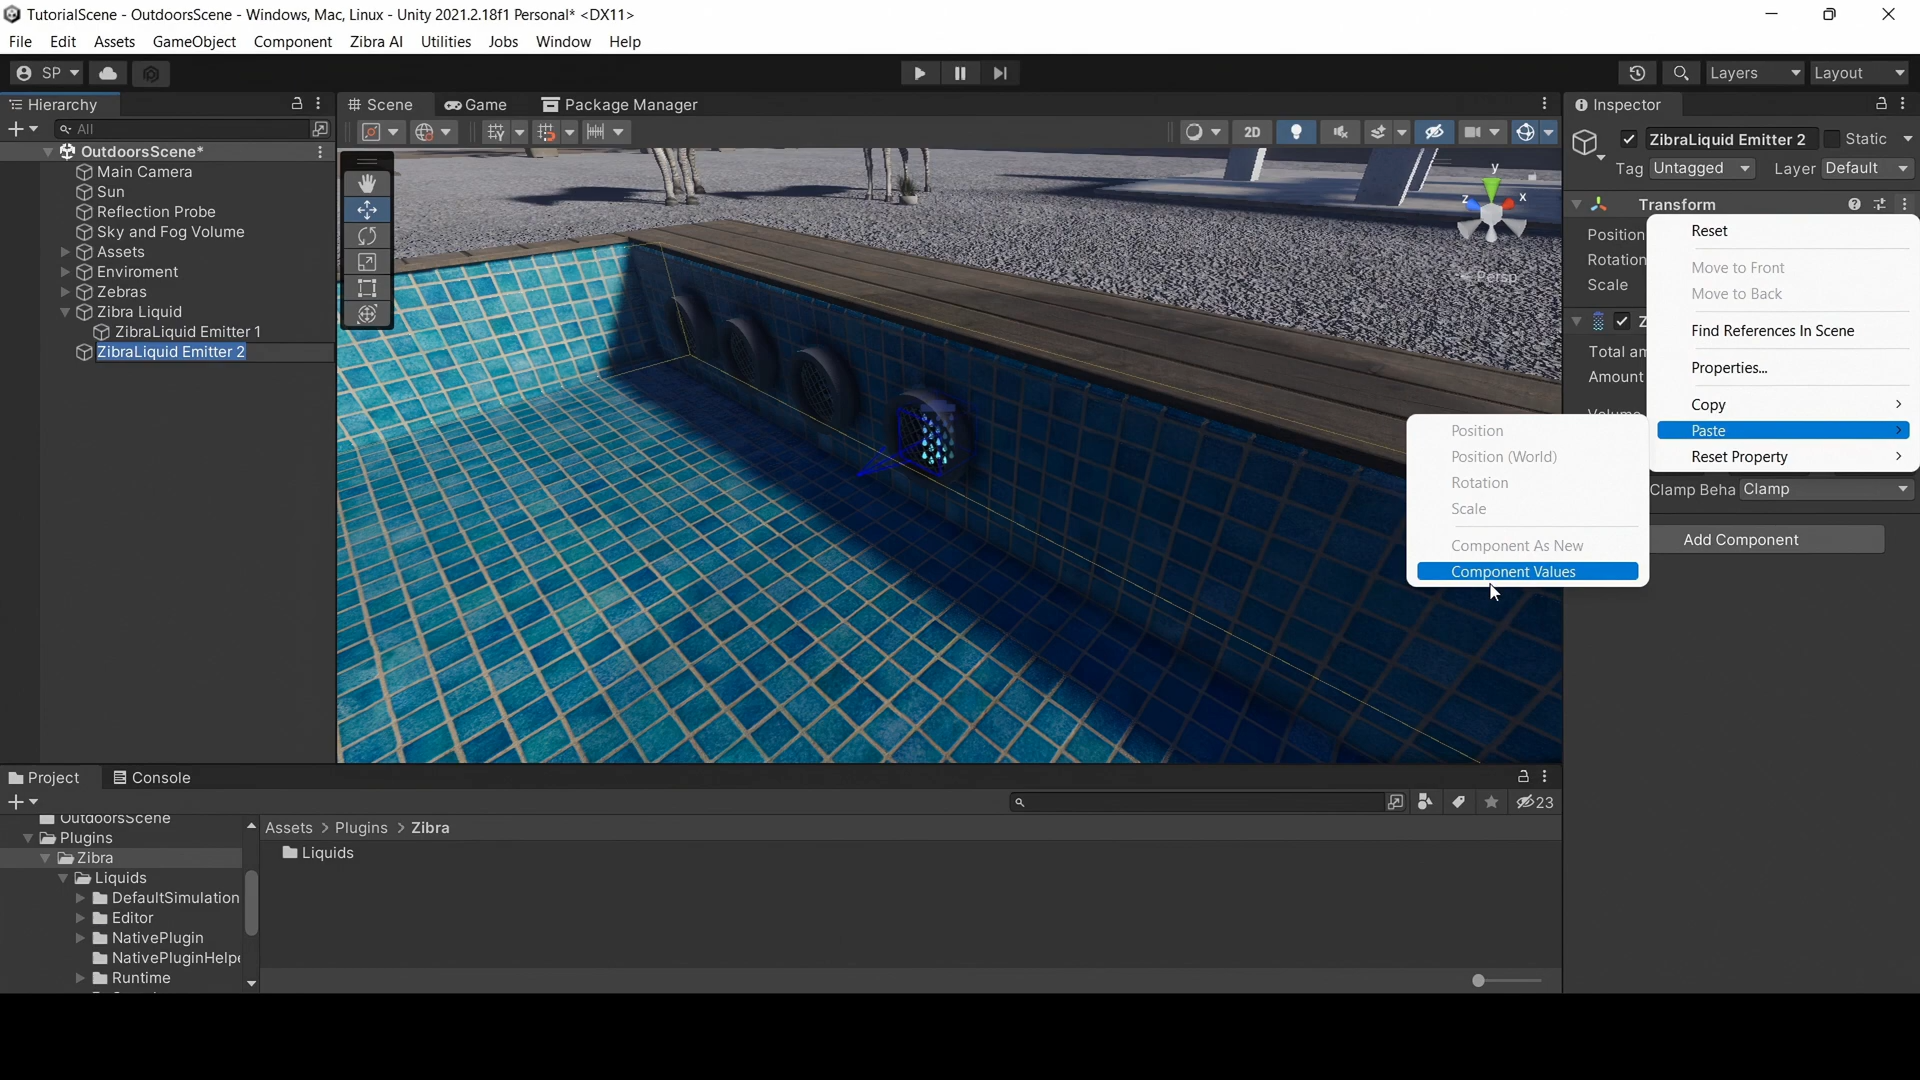 TutorialScene - OutdoorsScene - Windows, Mac, Linux - Unity 2021.2.18f1 Personal* <DX11>
File Edit Assets GameObject Component Zibra AI Utilities Jobs Window Help
SP Layers Layout
Hierarchy
All
OutdoorsScene*
Main Camera
Sun
Reflection Probe
Sky and Fog Volume
Assets
Enviroment
Zebras
Zibra Liquid
ZibraLiquid Emitter 1
ZibraLiquid Emitter 2
Scene Game Package Manager
2D
y
z x
Persp
Inspector
ZibraLiquid Emitter 2 Static
Tag Untagged Layer Default
Transform
Position
Rotation
Scale
Z
Total am
Amount
Volume
Clamp Beha Clamp
Add Component
Reset
Move to Front
Move to Back
Find References In Scene
Properties...
Copy
Paste
Reset Property
Position
Position (World)
Rotation
Scale
Component As New
Component Values
Project Console
23
OutdoorsScene
Plugins
Zibra
Liquids
DefaultSimulation
Editor
NativePlugin
NativePluginHelpe
Runtime
Assets > Plugins > Zibra
Liquids